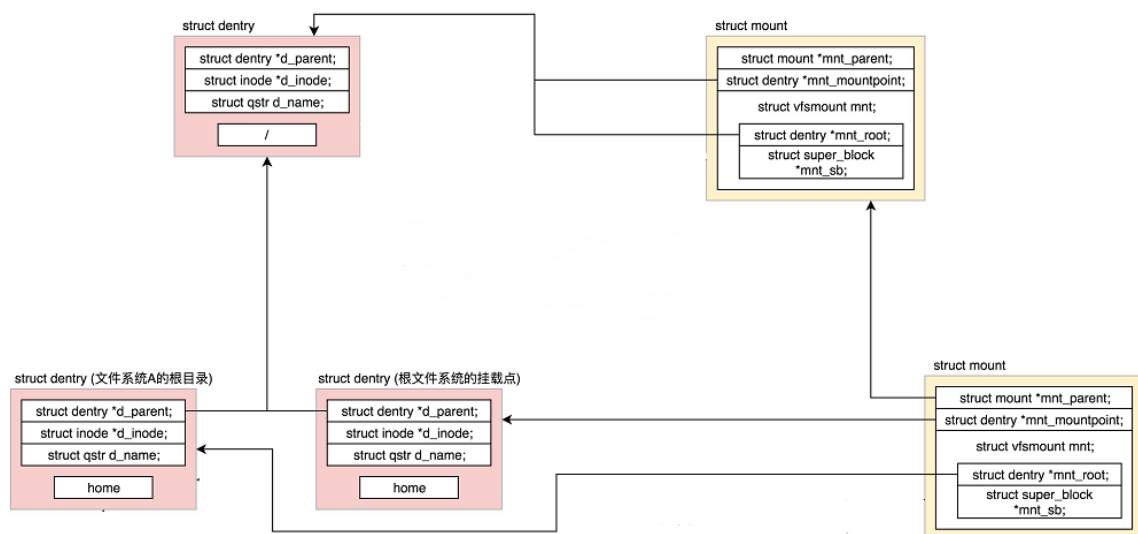 struct dentry
struct dentry *d_parent;
struct inode *d_inode;
struct qstr d_name;
/
struct mount
struct mount *mnt_parent;
struct dentry *mnt_mountpoint;
struct vfsmount mnt;
struct dentry *mnt_root;
struct super_block
*mnt_sb;
struct dentry (文件系统A的根目录)
struct dentry *d_parent;
struct inode *d_inode;
struct qstr d_name;
home
struct dentry (根文件系统的挂载点)
struct dentry *d_parent;
struct inode *d_inode;
struct qstr d_name;
home
struct mount
struct mount *mnt_parent;
struct dentry *mnt_mountpoint;
struct vfsmount mnt;
struct dentry *mnt_root;
struct super_block
*mnt_sb;